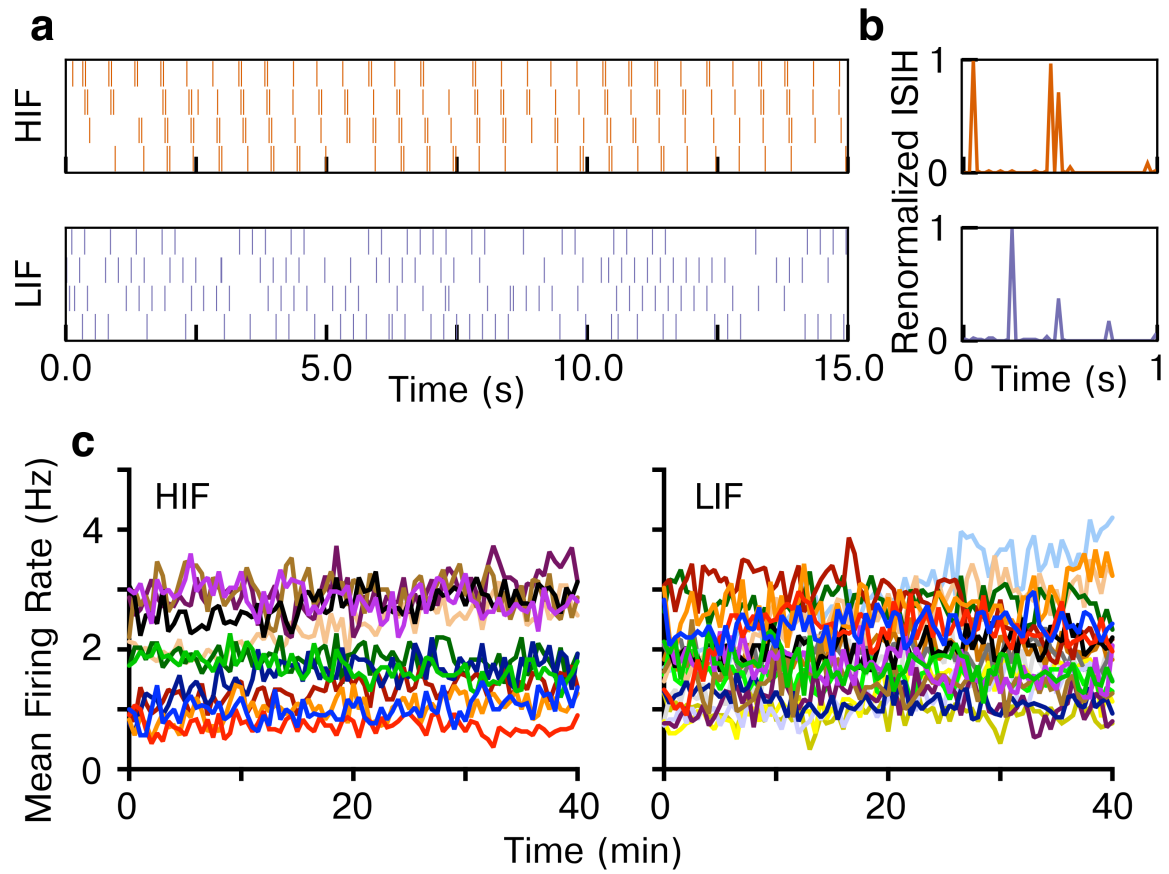 a
b
HIF
LIF
0.0
5.0
10.0
15.0
Time (s)
Renormalized ISIH
1
0
1
0
0
1
Time (s)
c
Mean Firing Rate (Hz)
HIF
LIF
4
2
0
0
20
40
0
20
40
Time (min)